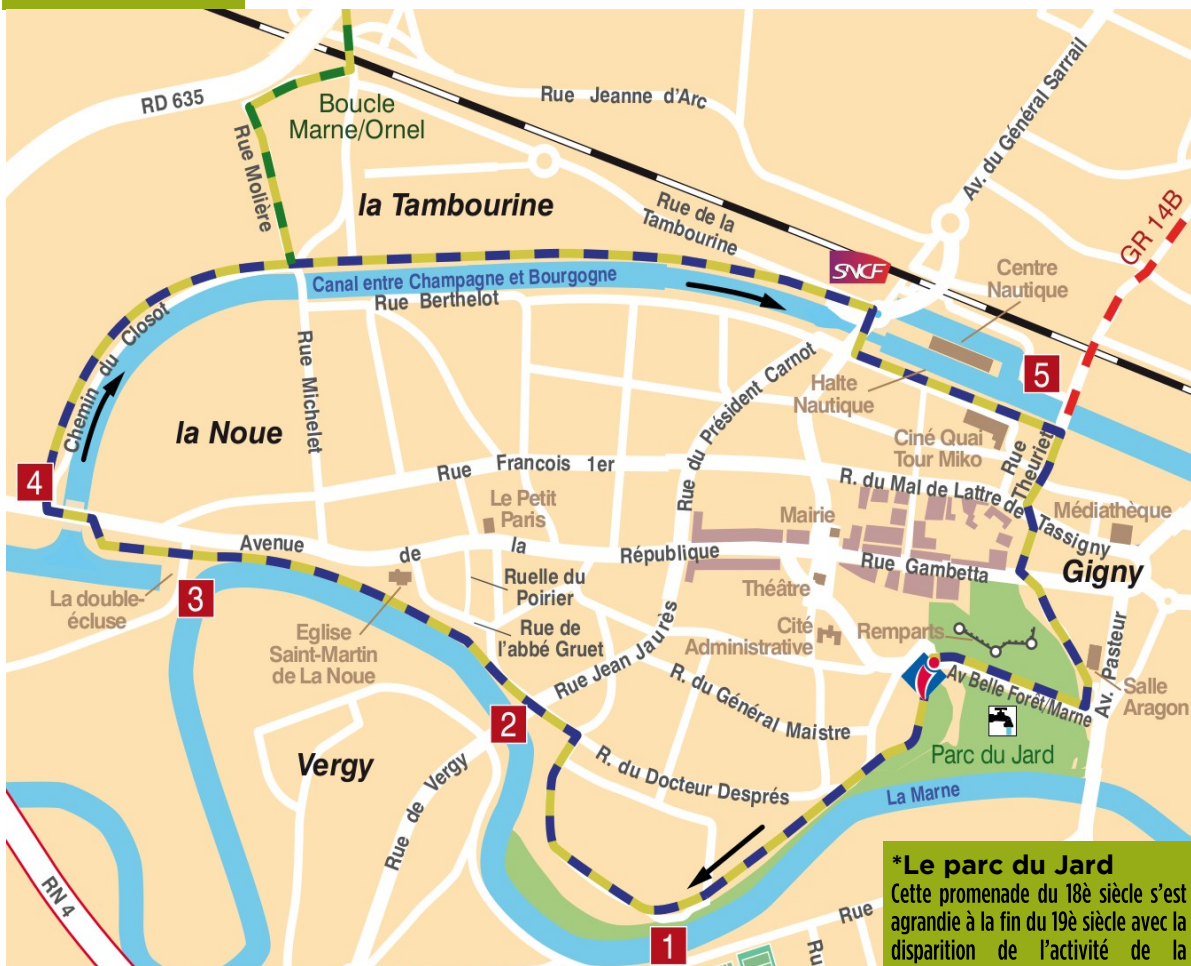 RD 635
Boucle
Marne/Ornel
Rue Jeanne d'Arc
Av. du Général Sarrail
Rue Molière
la Tambourine
Rue de la
Tambourine
GR 14B
SNCF
Centre
Nautique
Canal entre Champagne et Bourgogne
Rue Berthelot
Chemin du Closot
Rue Michelet
Rue du Président Carnot
Halte
Nautique
5
la Noue
Ciné Quai
Tour Miko
Rue
Theuriet
4
Rue Francois 1er
R. du Mal de Lattre de Tassigny
Le Petit
Paris
Mairie
Médiathèque
Avenue de la République
Rue Gambetta
Gigny
La double-
écluse
3
Ruelle du
Poirier
Théâtre
Eglise
Saint-Martin
de La Noue
Rue de
l'abbé Gruet
Rue Jean Jaurès
Cité
Administrative
Remparts
Av. Pasteur
R. du Général Maistre
i
Av Belle Forêt/Marne
Salle
Aragon
2
Vergy
Rue de Vergy
R. du Docteur Després
Parc du Jard
La Marne
RN 4
1
Rue
Ru
*Le parc du Jard
Cette promenade du 18è siècle s'est
agrandie à la fin du 19è siècle avec la
disparition de l'activité de la